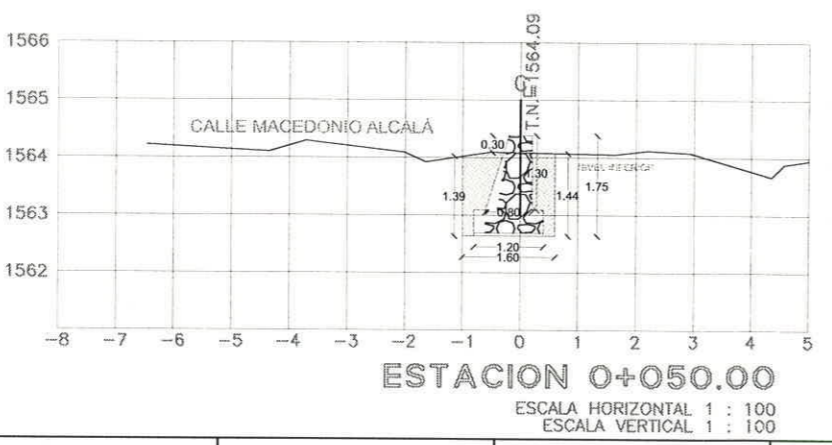 1566
1565
1564
1563
1562
T.N.=1564.09
CALLE MACEDONIO ALCALÁ
0.30
1.30
1.39
1.44
1.75
0.80
1.20
1.60
-8 -7 -6 -5 -4 -3 -2 -1 0 1 2 3 4 5
ESTACION 0+050.00
ESCALA HORIZONTAL 1 : 100
ESCALA VERTICAL 1 : 100